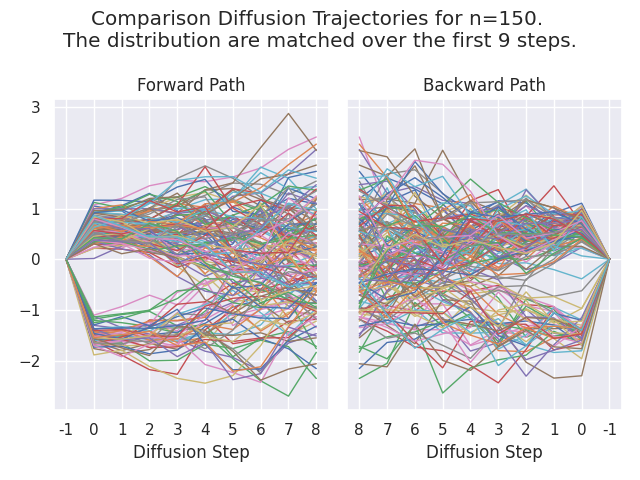 Comparison Diffusion Trajectories for n=150.
The distribution are matched over the first 9 steps.
Forward Path
Backward Path
3
2
1
0
−1
−2
-1 0 1 2 3 4 5 6 7 8
8 7 6 5 4 3 2 1 0 -1
Diffusion Step
Diffusion Step